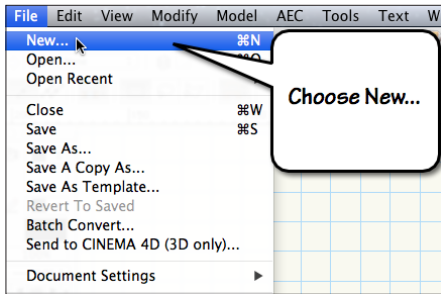 File Edit View Modify Model AEC Tools Text W
New... ⌘N
Open...
Open Recent
Choose New...
Close ⌘W
Save ⌘S
Save As...
Save A Copy As...
Save As Template...
Revert To Saved
Batch Convert...
Send to CINEMA 4D (3D only)...
Document Settings ▶